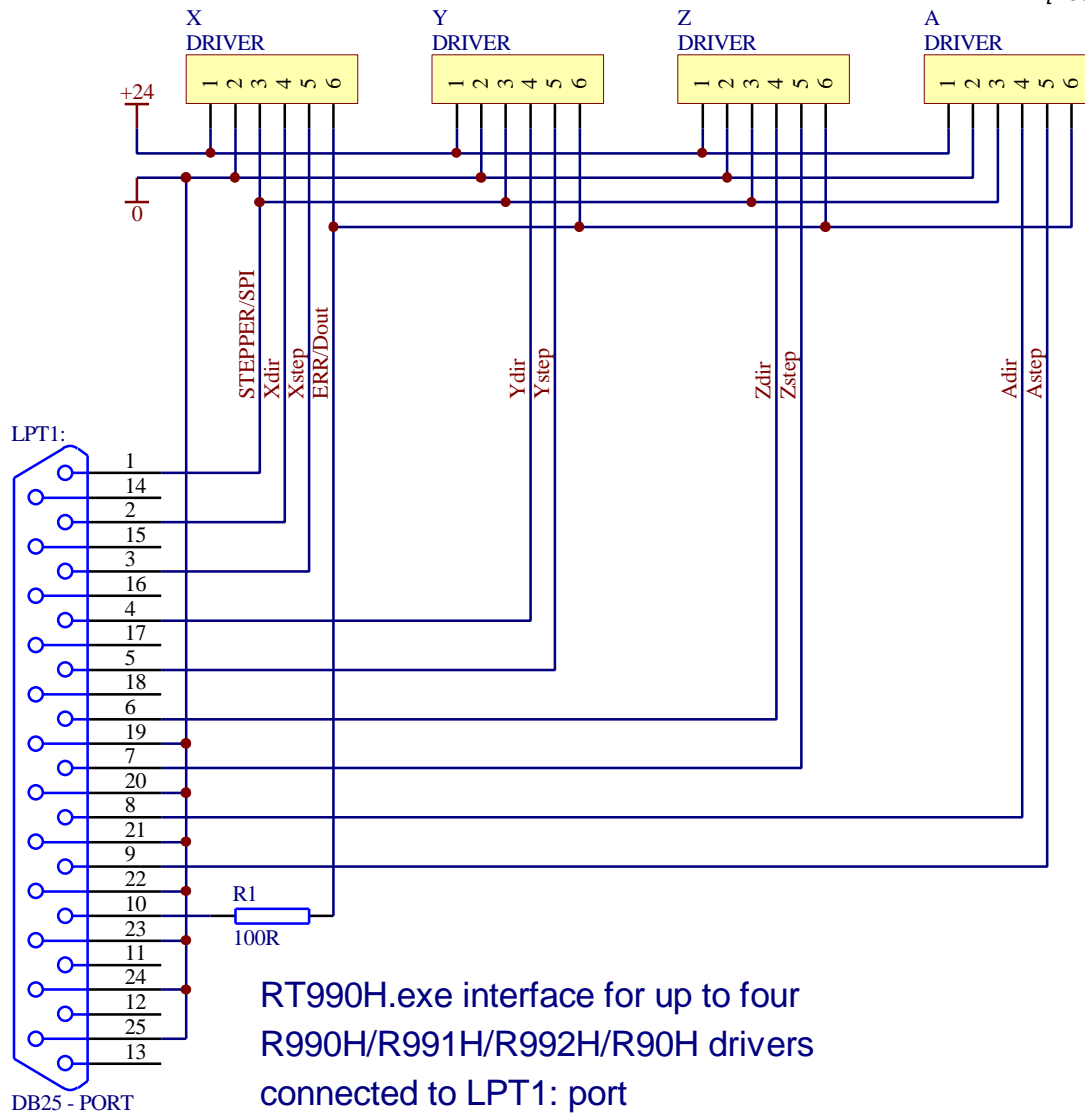 X
DRIVER
Y
DRIVER
Z
DRIVER
A
DRIVER
1 2 3 4 5 6
1 2 3 4 5 6
1 2 3 4 5 6
1 2 3 4 5 6
+24
0
STEPPER/SPI
Xdir
Xstep
ERR/Dout
Ydir
Ystep
Zdir
Zstep
Adir
Astep
LPT1:
1
14
2
15
3
16
4
17
5
18
6
19
7
20
8
21
9
22
10
23
11
24
12
25
13
R1
100R
DB25 - PORT
RT990H.exe interface for up to four
R990H/R991H/R992H/R90H drivers
connected to LPT1: port